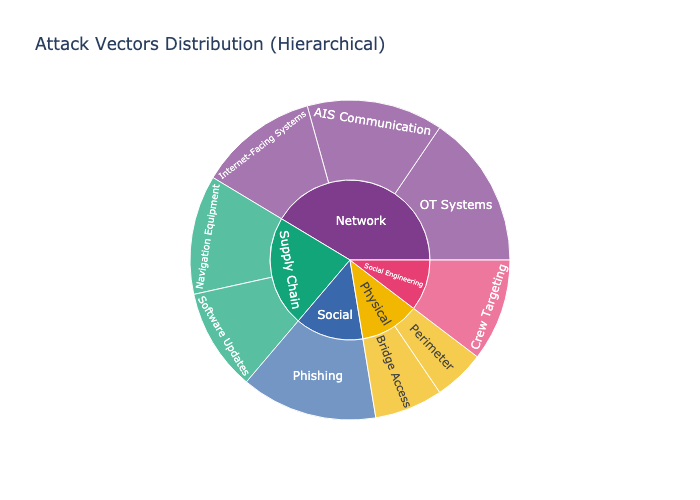 Attack Vectors Distribution (Hierarchical)
AIS Communication
Internet-Facing Systems
OT Systems
Network
Navigation Equipment
Supply Chain
Social Engineering
Crew Targeting
Physical
Social
Software Updates
Perimeter
Bridge Access
Phishing